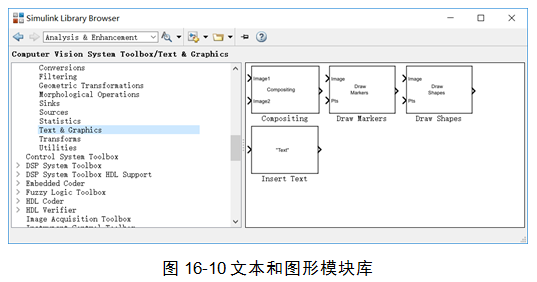 Simulink Library Browser
Analysis & Enhancement
Computer Vision System Toolbox/Text & Graphics
Conversions
Filtering
Geometric Transformations
Morphological Operations
Sinks
Sources
Statistics
Text & Graphics
Transforms
Utilities
Control System Toolbox
DSP System Toolbox
DSP System Toolbox HDL Support
Embedded Coder
Fuzzy Logic Toolbox
HDL Coder
HDL Verifier
Image Acquisition Toolbox
Instrument Control Toolbox
Image1
Compositing
Image2
Compositing
Image
Draw
Markers
Pts
Draw Markers
Image
Draw
Shapes
Pts
Draw Shapes
"Text"
Insert Text
图 16-10 文本和图形模块库